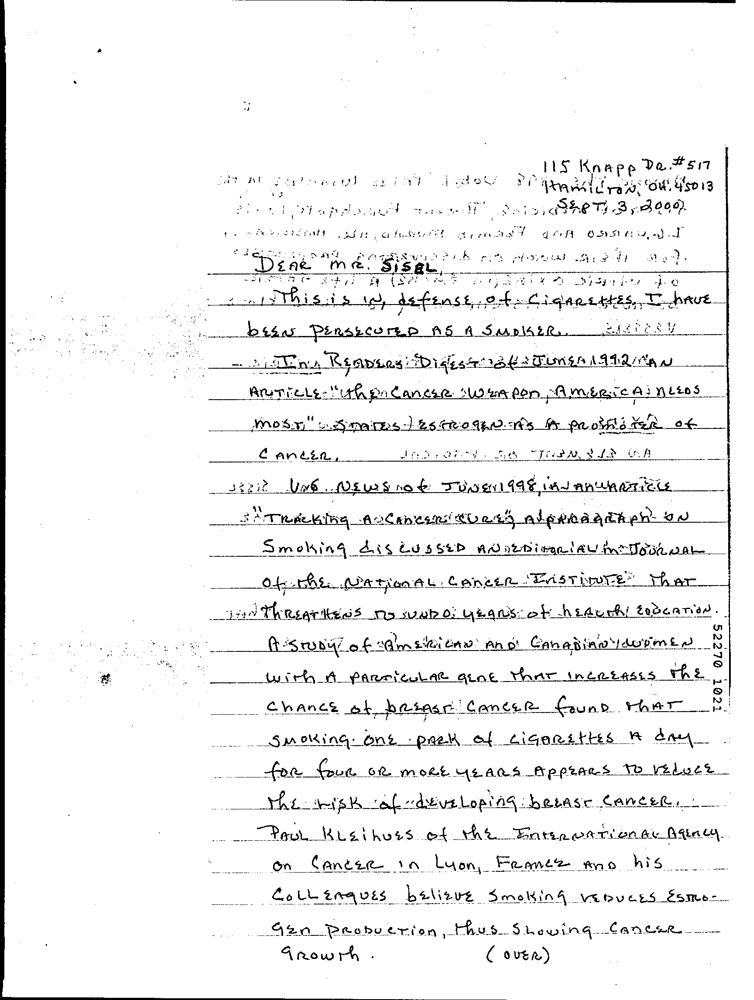 115 Knapp Dr. #517
Hamilton, OH. 45013
Sept. 3, 2000
Dear Mr. Sisel,
This is in defense of cigarettes. I have
been persecuted as a smoker.
In Readers Digest of June 1992 an
article "The Cancer Weapon America Needs
Most" states estrogen as a promoter of
cancer.
News of June 1998, in an article
"Tracking a Cancer Cure", a paragraph on
smoking discussed an editorial in Journal
of the National Cancer Institute that
threathens to undo years of health education.
A study of American and Canadian women
with a particular gene that increases the
chance of breast cancer found that
smoking one pack of cigarettes a day
for four or more years appears to reduce
the risk of developing breast cancer.
Paul Kleihues of the International Agency
on Cancer in Lyon, France and his
colleagues believe smoking reduces estro-
gen production, thus slowing cancer
growth.
(over)
52270 1021